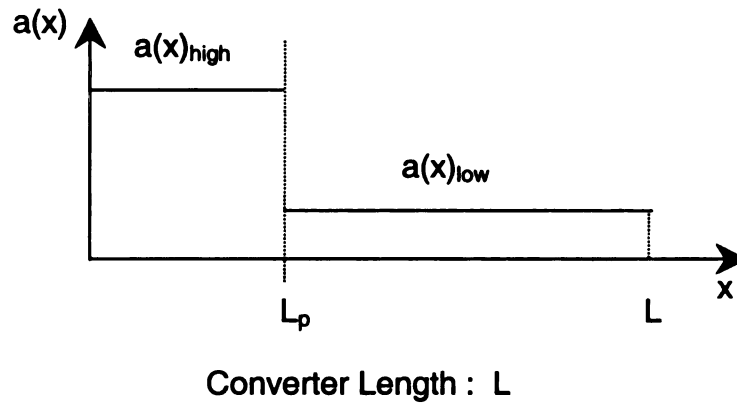 a(x)
a(x)high
a(x)low
x
Lp
L
Converter Length : L